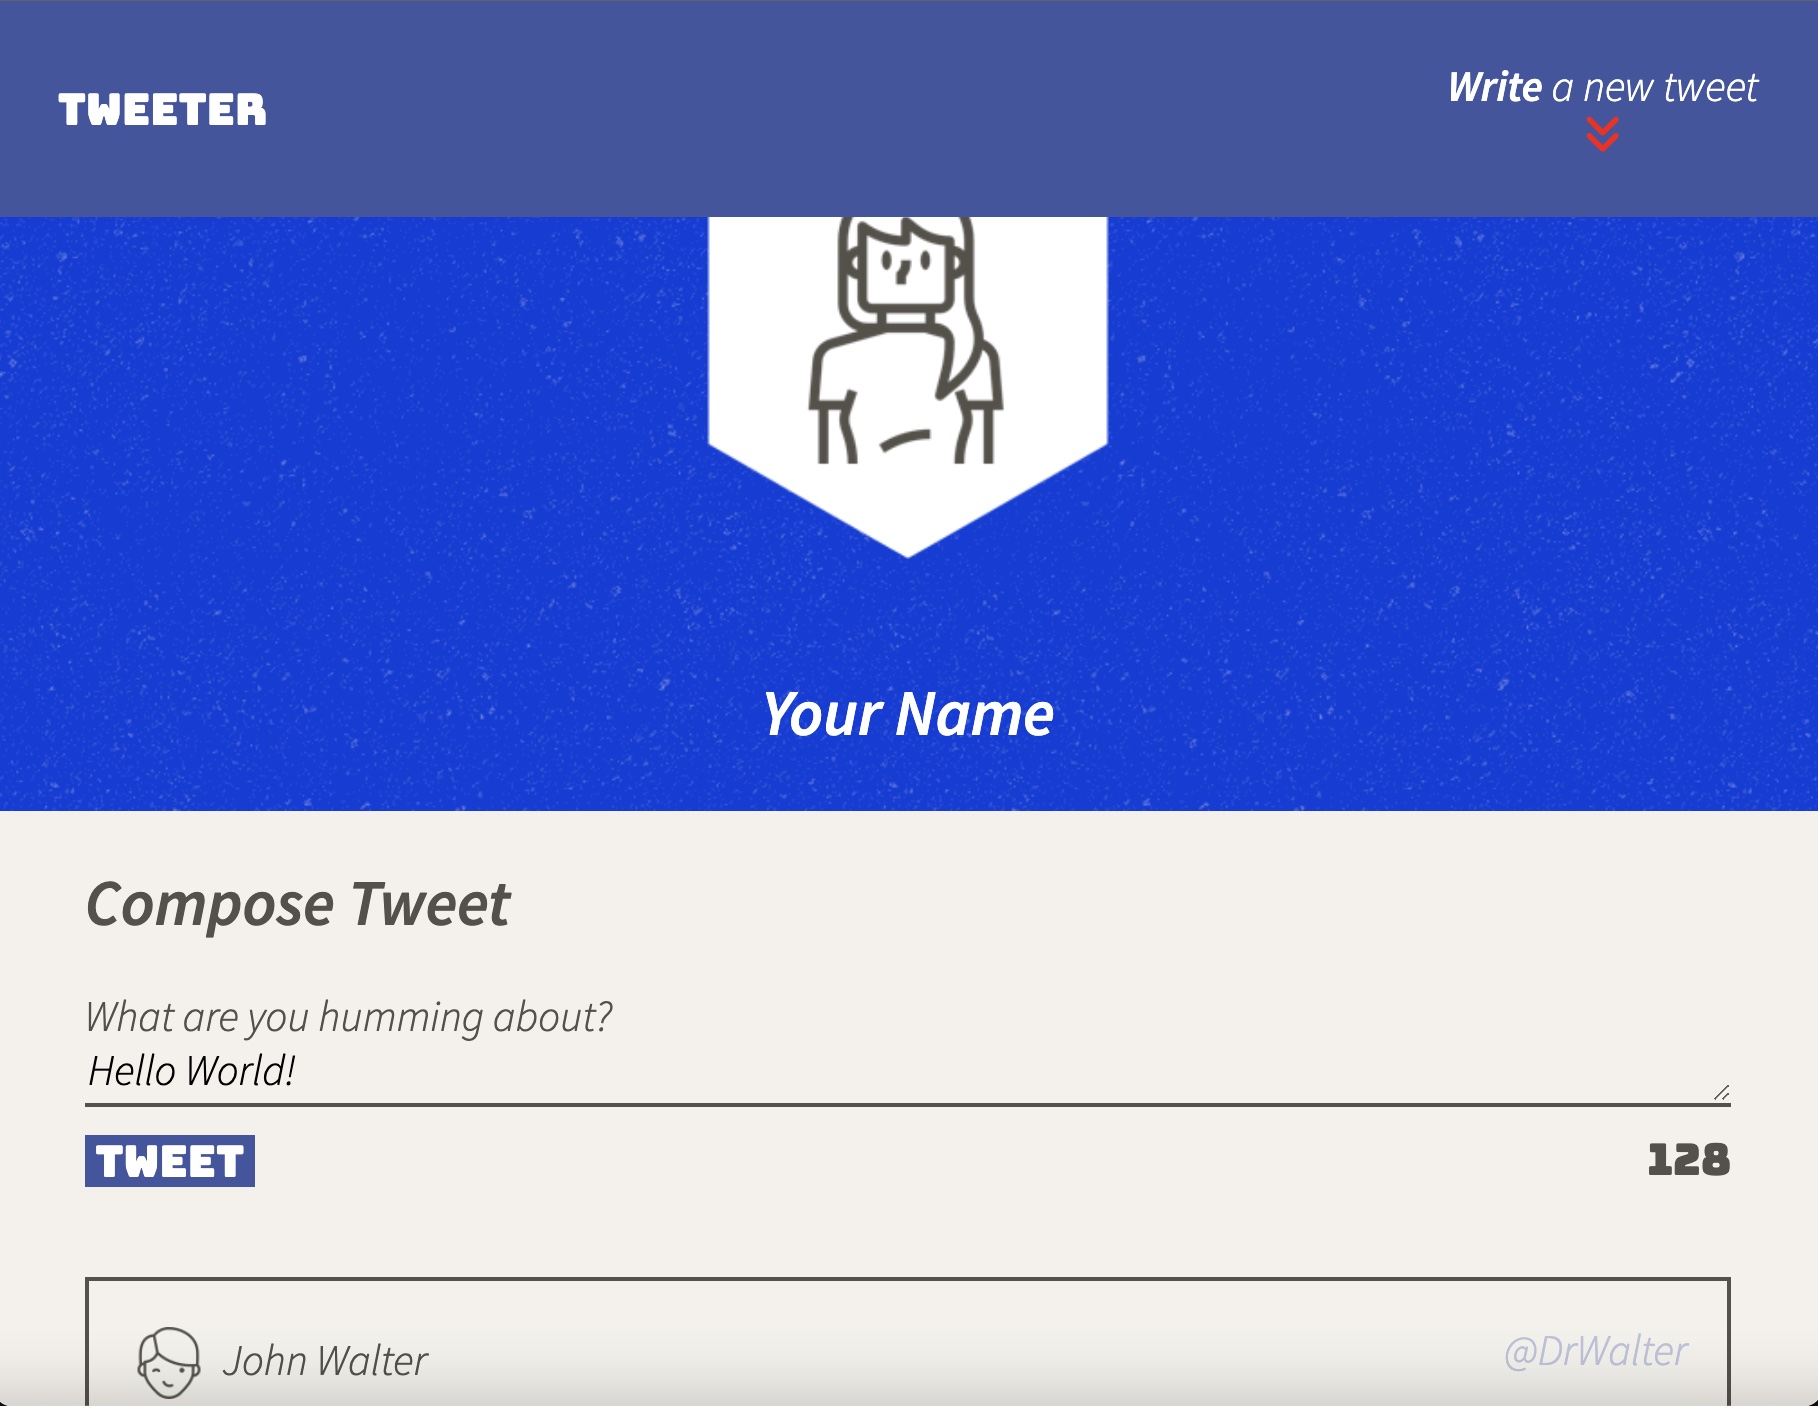 TWEETER
Write a new tweet
Your Name
Compose Tweet
What are you humming about?
Hello World!
TWEET
128
John Walter
@DrWalter